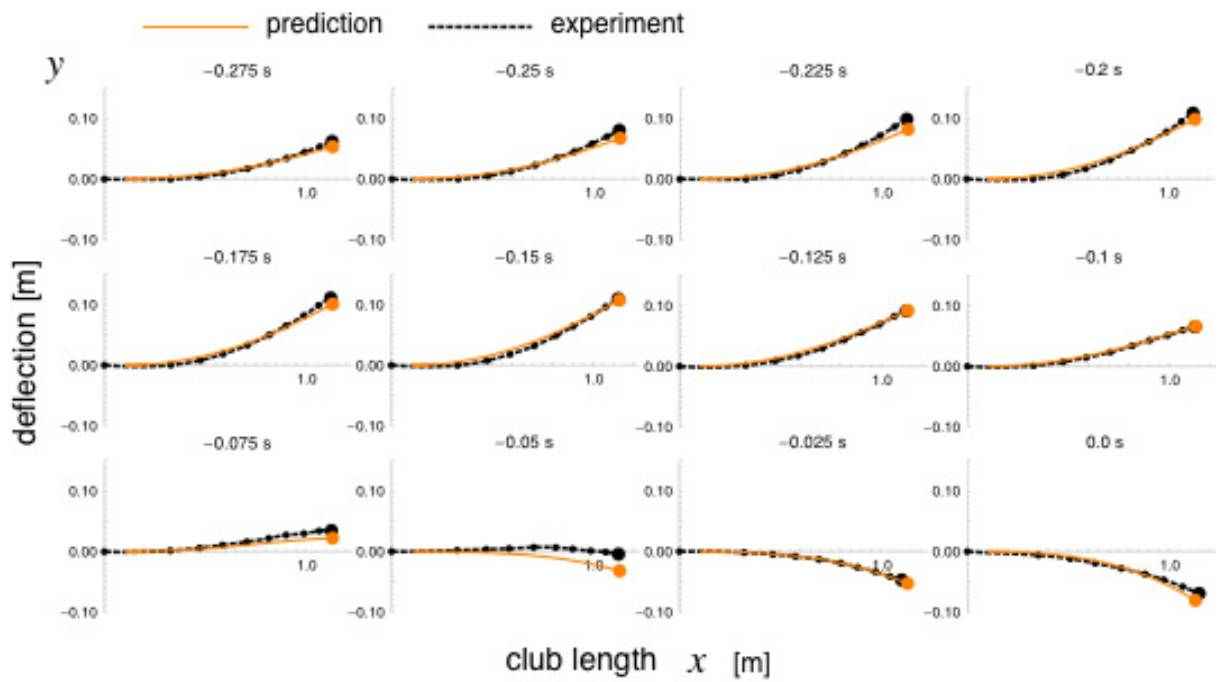 prediction experiment
y
−0.275 s −0.25 s −0.225 s −0.2 s
0.10 0.10 0.10 0.10
0.00 0.00 0.00 0.00
1.0 1.0 1.0 1.0
−0.10 −0.10 −0.10 −0.10
−0.175 s −0.15 s −0.125 s −0.1 s
0.10 0.10 0.10 0.10
0.00 0.00 0.00 0.00
1.0 1.0 1.0 1.0
−0.10 −0.10 −0.10 −0.10
deflection [m]
−0.075 s −0.05 s −0.025 s 0.0 s
0.10 0.10 0.10 0.10
0.00 0.00 0.00 0.00
1.0 1.0 1.0 1.0
−0.10 −0.10 −0.10 −0.10
club length x [m]